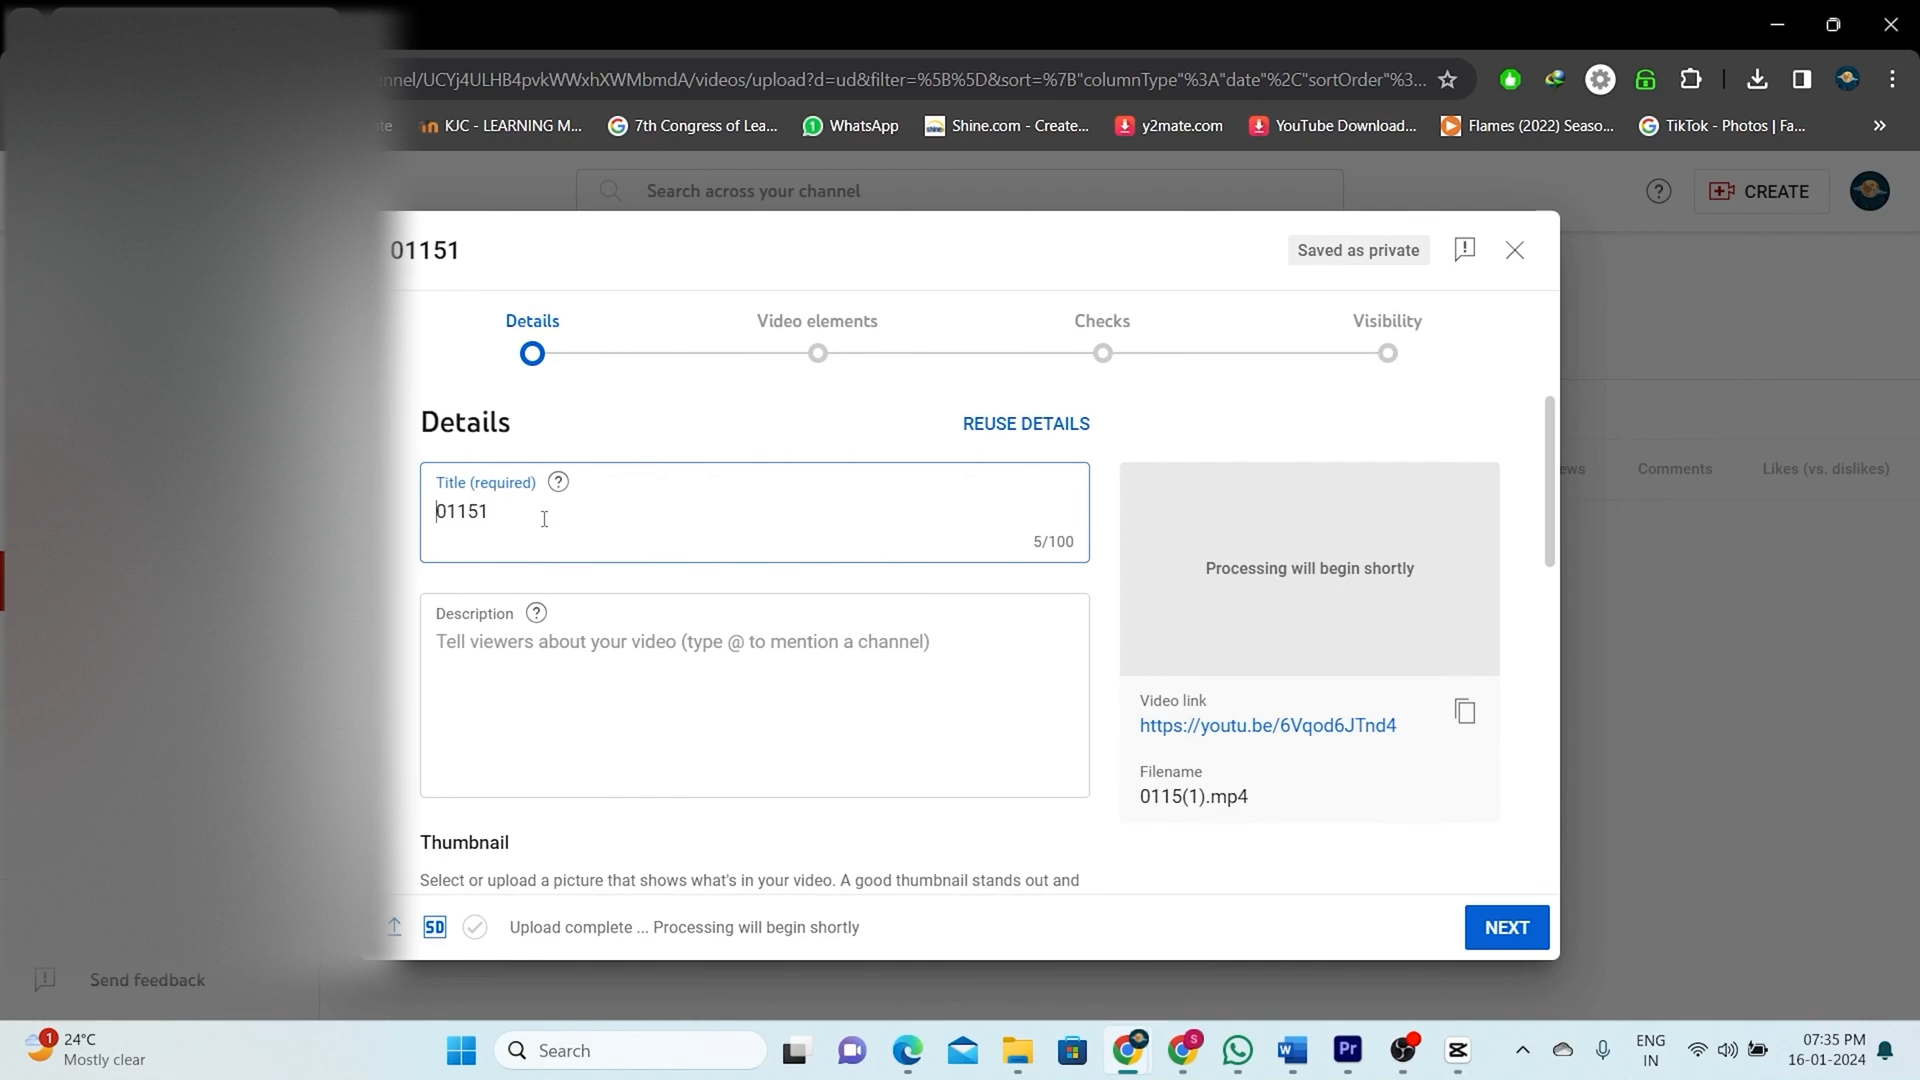 annel/UCYj4ULHB4pvkWWxhXWMbmdA/videos/upload?d=ud&filter=%5B%5D&sort=%7B"columnType"%3A"date"%2C"sortOrder"%3...
KJC - LEARNING M... 7th Congress of Lea... WhatsApp Shine.com - Create... y2mate.com YouTube Download... Flames (2022) Seaso... TikTok - Photos | Fa... »
Search across your channel
CREATE
01151
Saved as private
Details Video elements Checks Visibility
Details
REUSE DETAILS
Title (required)
01151
5/100
Description
Tell viewers about your video (type @ to mention a channel)
Processing will begin shortly
Video link
https://youtu.be/6Vqod6JTnd4
Filename
0115(1).mp4
ews Comments Likes (vs. dislikes)
Thumbnail
Select or upload a picture that shows what's in your video. A good thumbnail stands out and
SD Upload complete ... Processing will begin shortly
NEXT
Send feedback
1 24°C
Mostly clear
Search
W
Pr
S
ENG
IN
07:35 PM
16-01-2024